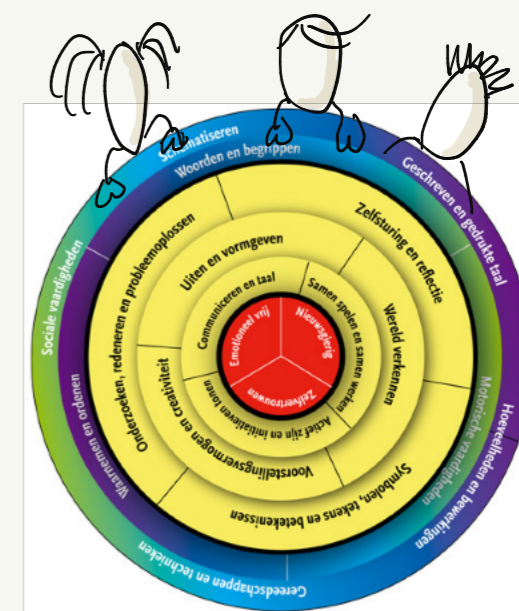 Schematiseren
Woorden en begrippen
Geschreven en gedrukte taal
Sociale vaardigheden
Onderzoeken, redeneren en probleemoplossen
Zelfsturing en reflectie
Uiten en vormgeven
Communiceren en taal
Samen spelen en samen werken
Wereld verkennen
Emotioneel vrij
Nieuwsgierig
Zelfvertrouwen
Actief zijn en initiatieven tonen
Voorstellingsvermogen en creativiteit
Symbolen, tekens en betekenissen
Waarnemen en ordenen
Motorische vaardigheden
Hoeveelheden en bewerkingen
Gereedschappen en technieken